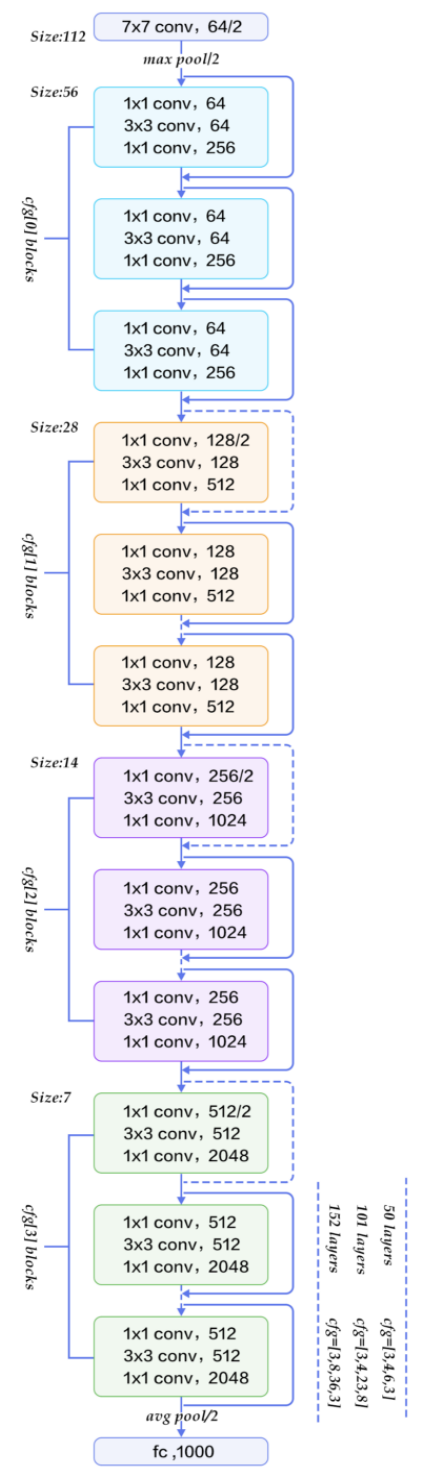 7x7 conv, 64/2
Size:112
max pool/2
Size:56
1x1 conv, 64
3x3 conv, 64
1x1 conv, 256
cfg[0] blocks
1x1 conv, 64
3x3 conv, 64
1x1 conv, 256
1x1 conv, 64
3x3 conv, 64
1x1 conv, 256
Size:28
1x1 conv, 128/2
3x3 conv, 128
1x1 conv, 512
cfg[1] blocks
1x1 conv, 128
3x3 conv, 128
1x1 conv, 512
1x1 conv, 128
3x3 conv, 128
1x1 conv, 512
Size:14
1x1 conv, 256/2
3x3 conv, 256
1x1 conv, 1024
cfg[2] blocks
1x1 conv, 256
3x3 conv, 256
1x1 conv, 1024
1x1 conv, 256
3x3 conv, 256
1x1 conv, 1024
Size:7
1x1 conv, 512/2
3x3 conv, 512
1x1 conv, 2048
cfg[3] blocks
1x1 conv, 512
3x3 conv, 512
1x1 conv, 2048
1x1 conv, 512
3x3 conv, 512
1x1 conv, 2048
50 layers cfg=[3,4,6,3]
101 layers cfg=[3,4,23,8]
152 layers cfg=[3,8,36,3]
avg pool/2
fc ,1000